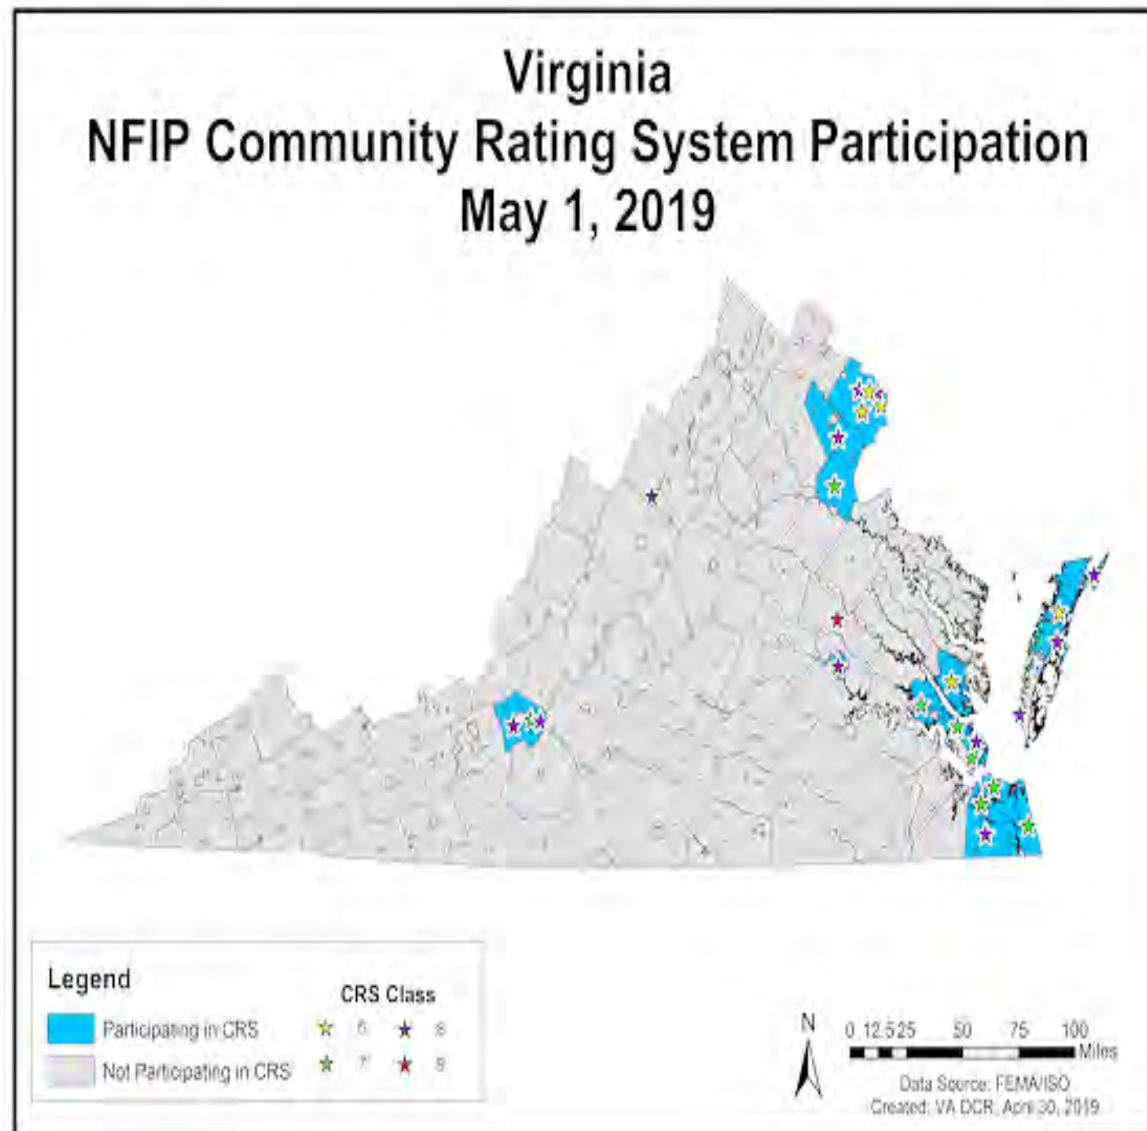 Virginia
NFIP Community Rating System Participation
May 1, 2019
Legend
CRS Class
Participating in CRS
6
8
Not Participating in CRS
7
9
N
0 12.5 25 50 75 100
Miles
Data Source: FEMA/ISO
Created: VA DCR, April 30, 2019